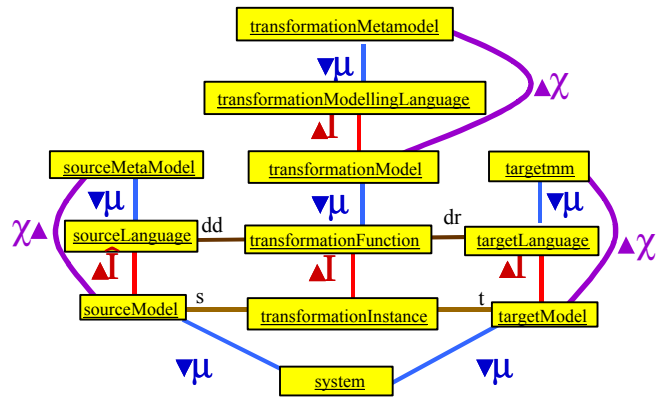 transformationMetamodel
▼μ
▲χ
transformationModellingLanguage
▲Î
sourceMetaModel
transformationModel
targetmm
▼μ
▼μ
▼μ
χ▲
sourceLanguage
dd
transformationFunction
dr
targetLanguage
▲χ
▲Î
▲Î
▲Î
sourceModel
s
transformationInstance
t
targetModel
▼μ
system
▼μ